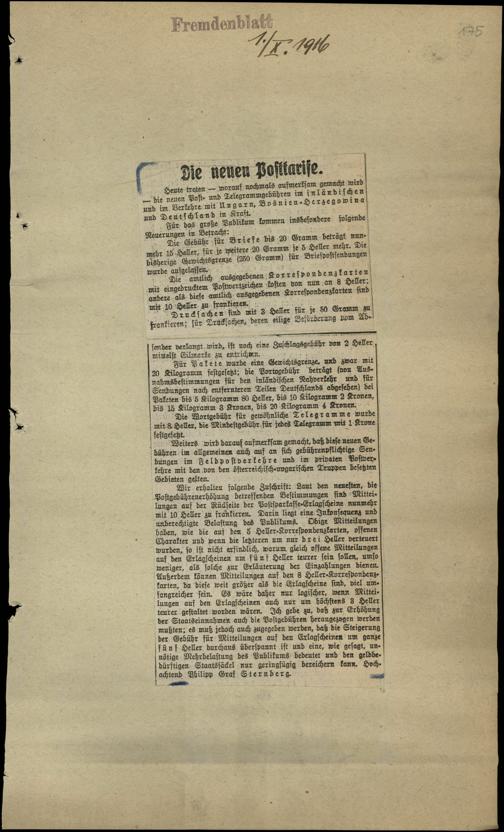 Fremdenblatt
1./X. 1916
175
Die neuen Posttarife.
Heute traten — worauf nochmals aufmerksam gemacht wird
— die neuen Post- und Telegrammgebühren im inländischen
und im Verkehre mit Ungarn, Bosnien-Herzegowina
und Deutschland in Kraft.
Für das große Publikum kommen insbesondere folgende
Neuerungen in Betracht:
Die Gebühr für Briefe bis 20 Gramm beträgt nun-
mehr 15 Heller, für je weitere 20 Gramm je 5 Heller mehr. Die
bisherige Gewichtsgrenze (250 Gramm) für Briefpostsendungen
wurde aufgelassen.
Die amtlich ausgegebenen Korrespondenzkarten
mit eingedrucktem Postwertzeichen kosten von nun an 8 Heller;
andere als diese amtlich ausgegebenen Korrespondenzkarten sind
mit 10 Heller zu frankieren.
Drucksachen sind mit 3 Heller für je 50 Gramm zu
frankieren; für Drucksachen, deren eilige Beförderung vom Ab-
sender verlangt wird, ist noch eine Zuschlagsgebühr von 2 Heller
mittelst Eilmarke zu entrichten.
Für Pakete wurde eine Gewichtsgrenze, und zwar mit
20 Kilogramm festgesetzt; die Portogebühr beträgt (von Aus-
nahmsbestimmungen für den inländischen Nahverkehr und für
Sendungen nach entfernteren Teilen Deutschlands abgesehen) bei
Paketen bis 5 Kilogramm 80 Heller, bis 10 Kilogramm 2 Kronen,
bis 15 Kilogramm 3 Kronen, bis 20 Kilogramm 4 Kronen.
Die Wortgebühr für gewöhnliche Telegramme wurde
mit 8 Heller, die Mindestgebühr für jedes Telegramm mit 1 Krone
festgesetzt.
Weiters wird darauf aufmerksam gemacht, daß diese neuen Ge-
bühren im allgemeinen auch auf an sich gebührenpflichtige Sen-
dungen im Feldpostverkehre und im privaten Postver-
kehre mit den von den österreichisch-ungarischen Truppen besetzten
Gebieten gelten.
Wir erhalten folgende Zuschrift: Laut den neuesten, die
Postgebührenerhöhung betreffenden Bestimmungen sind Mittei-
lungen auf der Rückseite der Postsparkasse-Erlagscheine nunmehr
mit 10 Heller zu frankieren. Darin liegt eine Inkonsequenz und
unberechtigte Belastung des Publikums. Obige Mitteilungen
haben, wie die auf den 5 Heller-Korrespondenzkarten, offenen
Charakter und wenn die letzteren um nur drei Heller verteuert
wurden, so ist nicht erfindlich, warum gleich offene Mitteilungen
auf den Erlagscheinen um fünf Heller teurer sein sollen, umso
weniger, als solche zur Erläuterung der Einzahlungen dienen.
Außerdem können Mitteilungen auf den 8 Heller-Korrespondenz-
karten, da diese weit größer als die Erlagscheine sind, viel um-
fangreicher sein. Es wäre daher nur logischer, wenn Mittei-
lungen auf den Erlagscheinen auch nur um höchstens 3 Heller
teurer gestaltet worden wären. Ich gebe zu, daß zur Erhöhung
der Staatseinnahmen auch die Postgebühren herangezogen werden
mußten; es muß jedoch auch zugegeben werden, daß die Steigerung
der Gebühr für Mitteilungen auf den Erlagscheinen um ganze
fünf Heller durchaus überspannt ist und eine, wie gesagt, un-
nötige Mehrbelastung des Publikums bedeutet und den geldbe-
dürftigen Staatssäckel nur geringfügig bereichern kann. Hoch-
achtend Philipp Graf Sternberg.